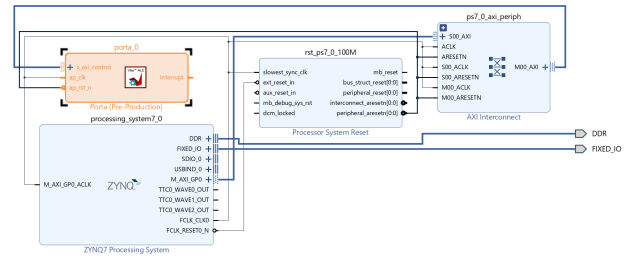 ps7_0_axi_periph
porta_0
s_axi_control
ap_clk
ap_rst_n
interrupt
Vivado™ HLS
Porta (Pre-Production)
rst_ps7_0_100M
slowest_sync_clk
ext_reset_in
aux_reset_in
mb_debug_sys_rst
dcm_locked
mb_reset
bus_struct_reset[0:0]
peripheral_reset[0:0]
interconnect_aresetn[0:0]
peripheral_aresetn[0:0]
Processor System Reset
S00_AXI
ACLK
ARESETN
S00_ACLK
S00_ARESETN
M00_ACLK
M00_ARESETN
M00_AXI
AXI Interconnect
processing_system7_0
M_AXI_GP0_ACLK
ZYNQ
DDR
FIXED_IO
SDIO_0
USBIND_0
M_AXI_GP0
TTC0_WAVE0_OUT
TTC0_WAVE1_OUT
TTC0_WAVE2_OUT
FCLK_CLK0
FCLK_RESET0_N
ZYNQ7 Processing System
DDR
FIXED_IO